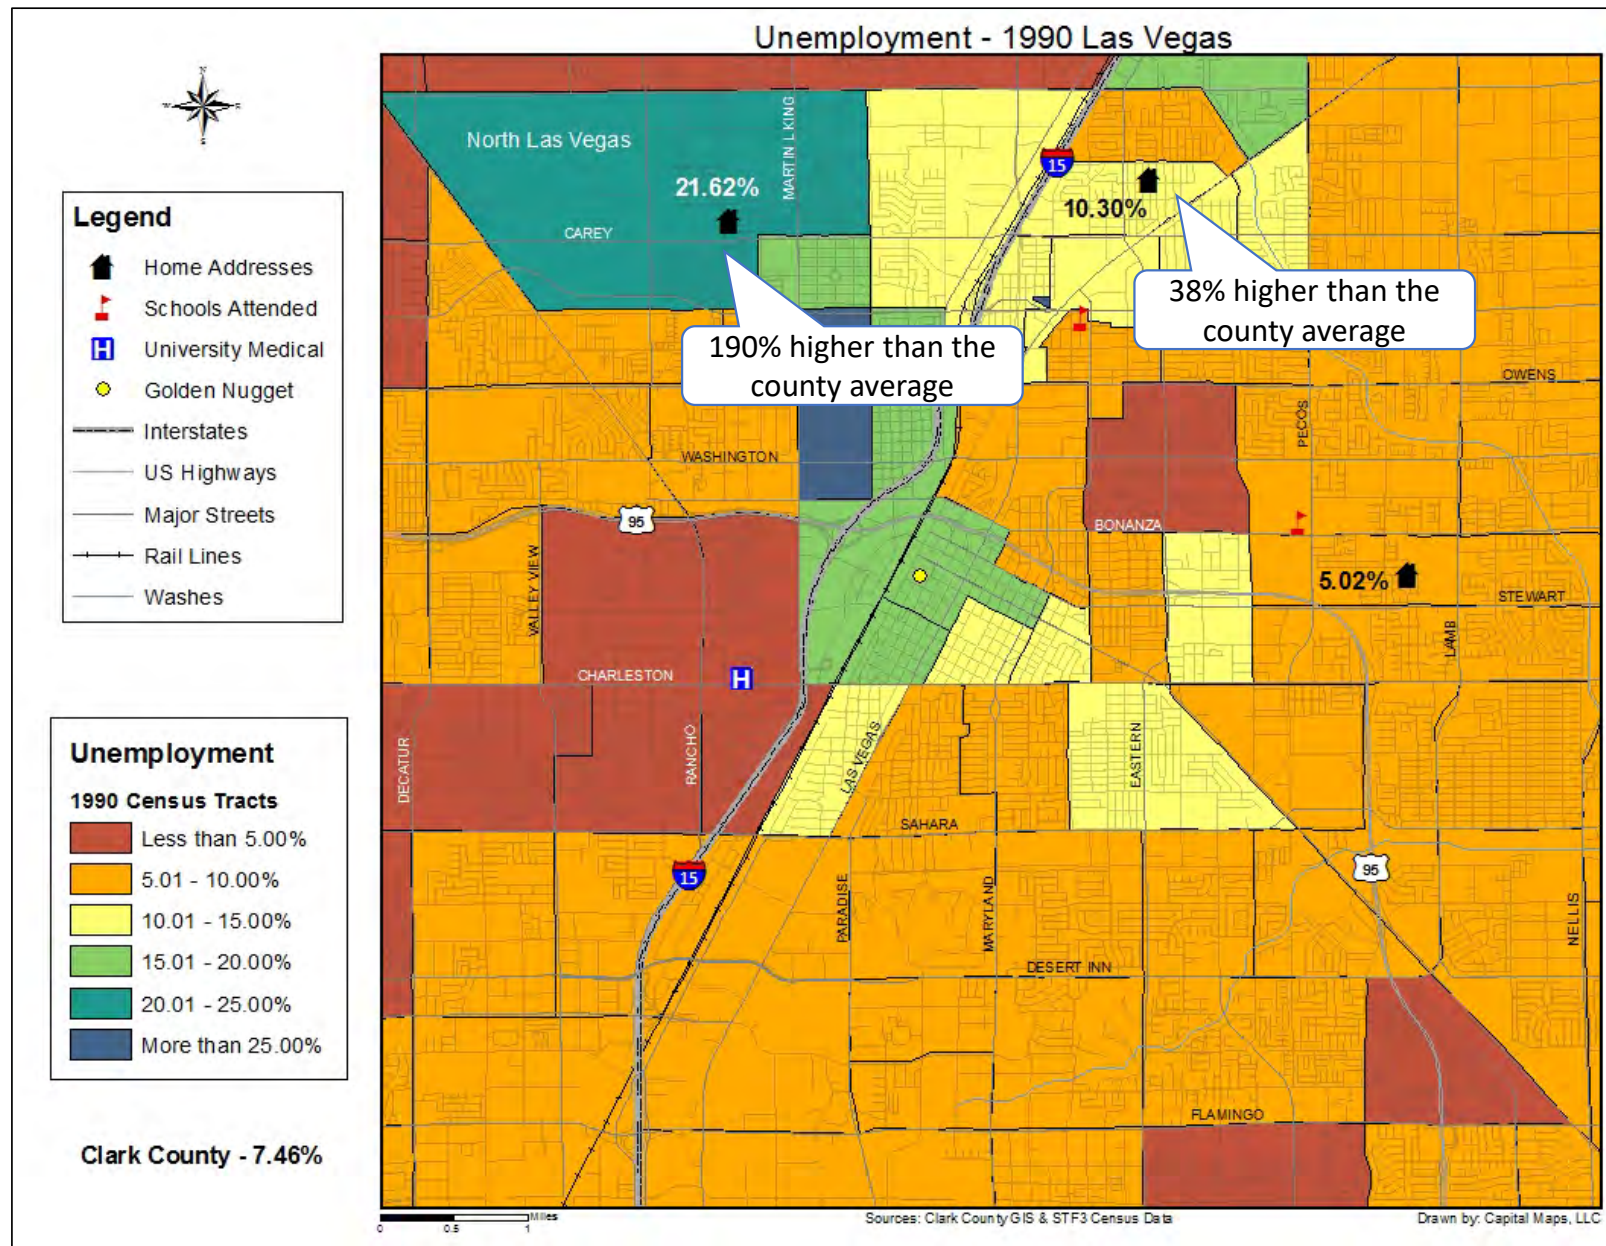 Unemployment - 1990 Las Vegas
N
W
E
S
Legend
Home Addresses
Schools Attended
H University Medical
Golden Nugget
Interstates
US Highways
Major Streets
Rail Lines
Washes
Unemployment
1990 Census Tracts
Less than 5.00%
5.01 - 10.00%
10.01 - 15.00%
15.01 - 20.00%
20.01 - 25.00%
More than 25.00%
Clark County - 7.46%
North Las Vegas
MARTIN L KING
15
21.62%
10.30%
CAREY
38% higher than the
county average
190% higher than the
county average
OWENS
PECOS
WASHINGTON
95
BONANZA
VALLEY VIEW
5.02%
STEWART
LAMB
CHARLESTON
H
DECATUR
RANCHO
LAS VEGAS
EASTERN
SAHARA
15
95
PARADISE
MARYLAND
NELLIS
DESERT INN
FLAMINGO
Miles
0 0.5 1
Sources: Clark County GIS & STF3 Census Data
Drawn by: Capital Maps, LLC